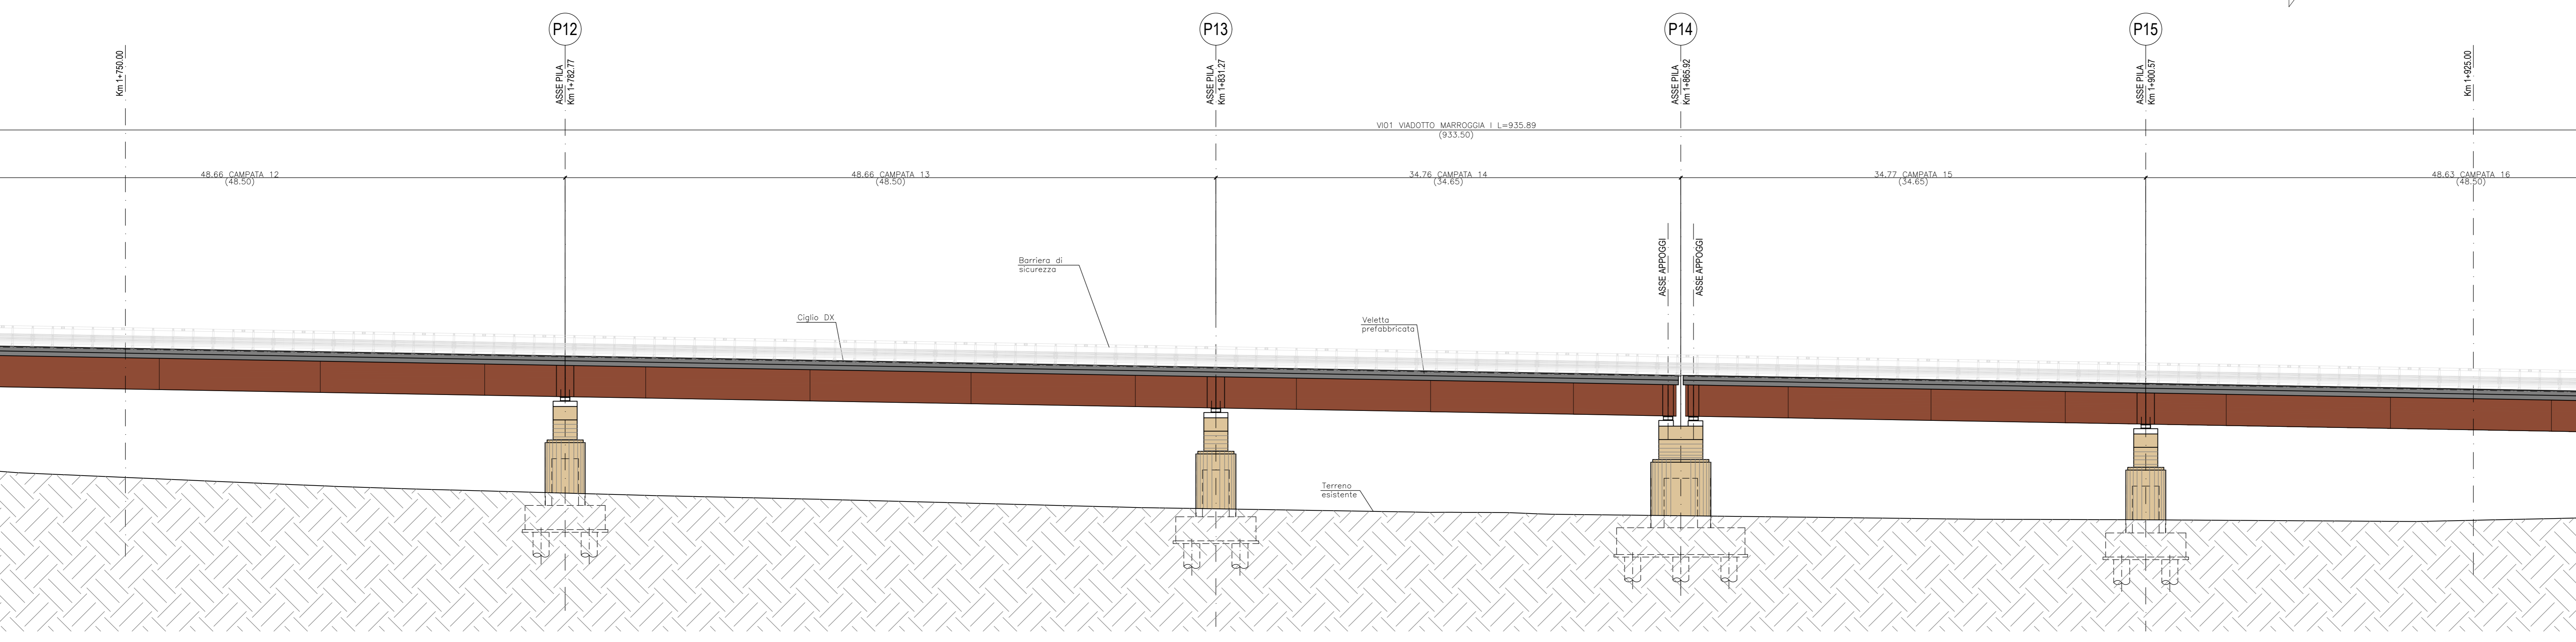 P12
P13
P14
P15
Km 1+750.00
ASSE PILA
Km 1+782.77
ASSE PILA
Km 1+831.27
ASSE PILA
Km 1+865.92
ASSE PILA
Km 1+900.57
Km 1+925.00
VI01 VIADOTTO MARROGGIA I L=935.89
(933.50)
48.66 CAMPATA 12
(48.50)
48.66 CAMPATA 13
(48.50)
34.76 CAMPATA 14
(34.65)
34.77 CAMPATA 15
(34.65)
48.63 CAMPATA 16
(48.50)
ASSE APPOGGI
ASSE APPOGGI
Barriera di
sicurezza
Ciglio DX
Veletta
prefabbricata
Terreno
esistente